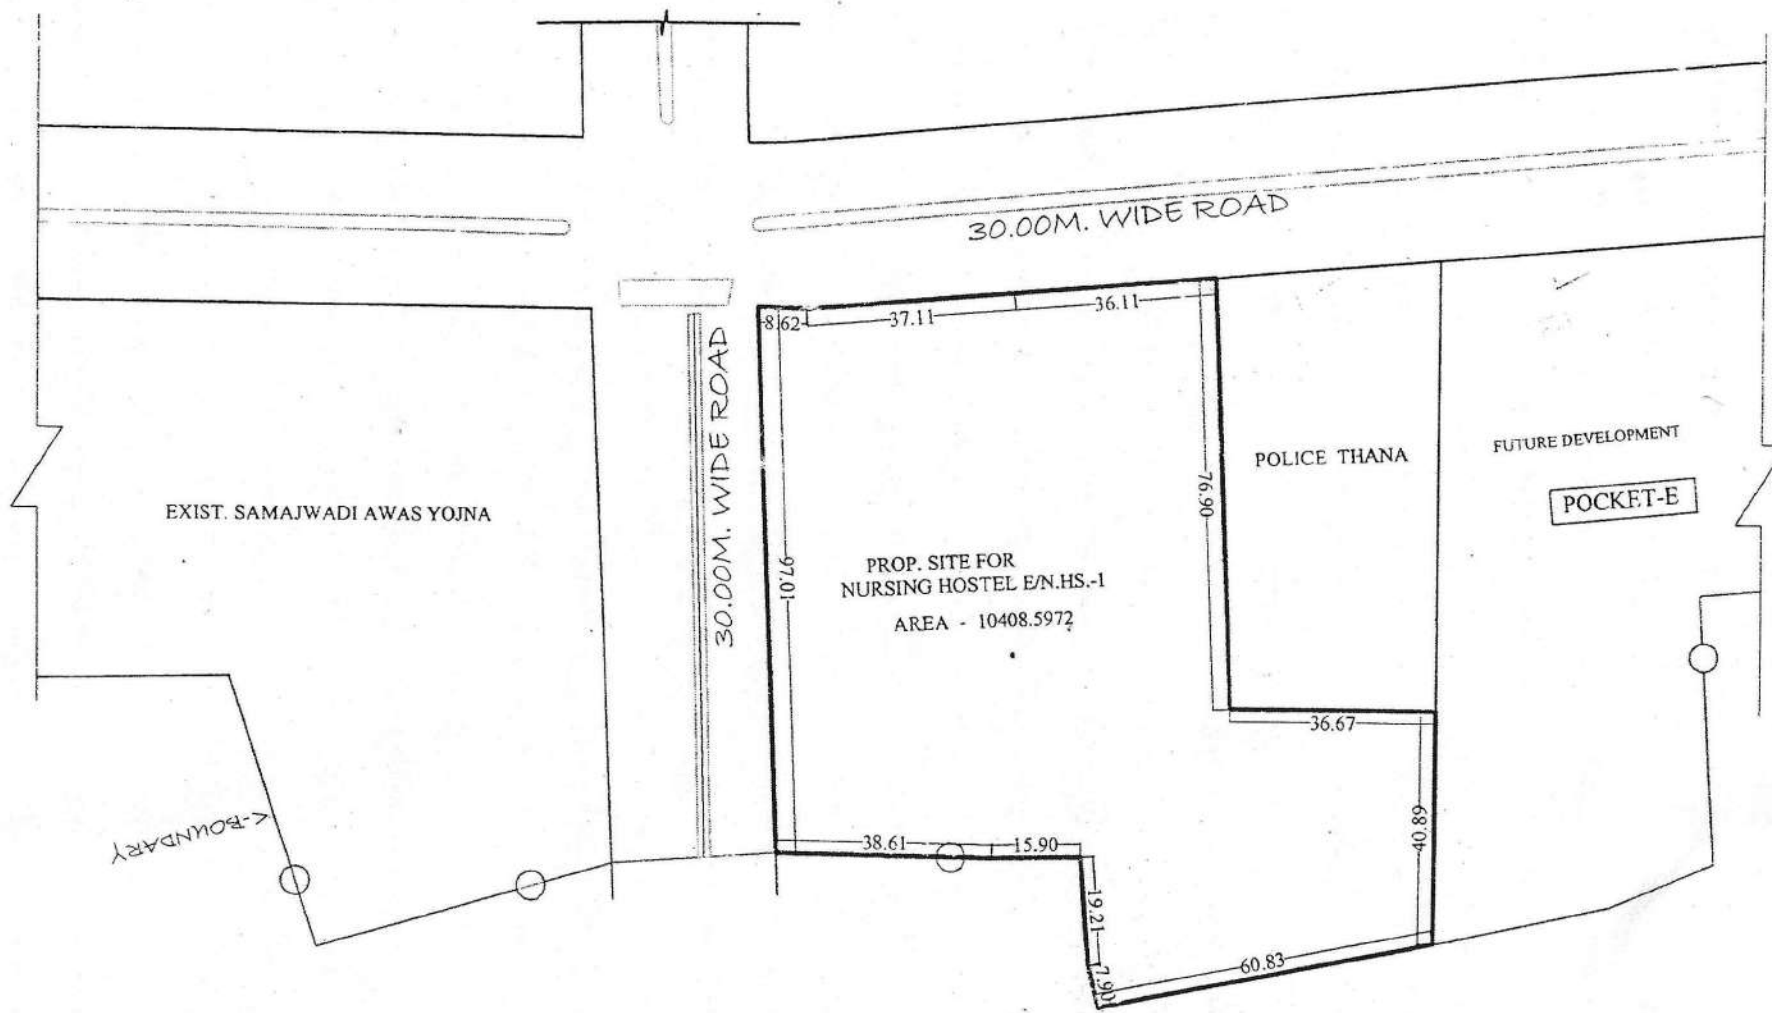 30.00M. WIDE ROAD
8.62
37.11
36.11
30.00M. WIDE ROAD
POLICE THANA
FUTURE DEVELOPMENT
POCKET-E
76.90
EXIST. SAMAJWADI AWAS YOJNA
97.01
PROP. SITE FOR
NURSING HOSTEL E/N.HS.-1
AREA - 10408.5972
36.67
<-BOUNDARY
38.61
15.90
40.89
19.21
7.90
60.83